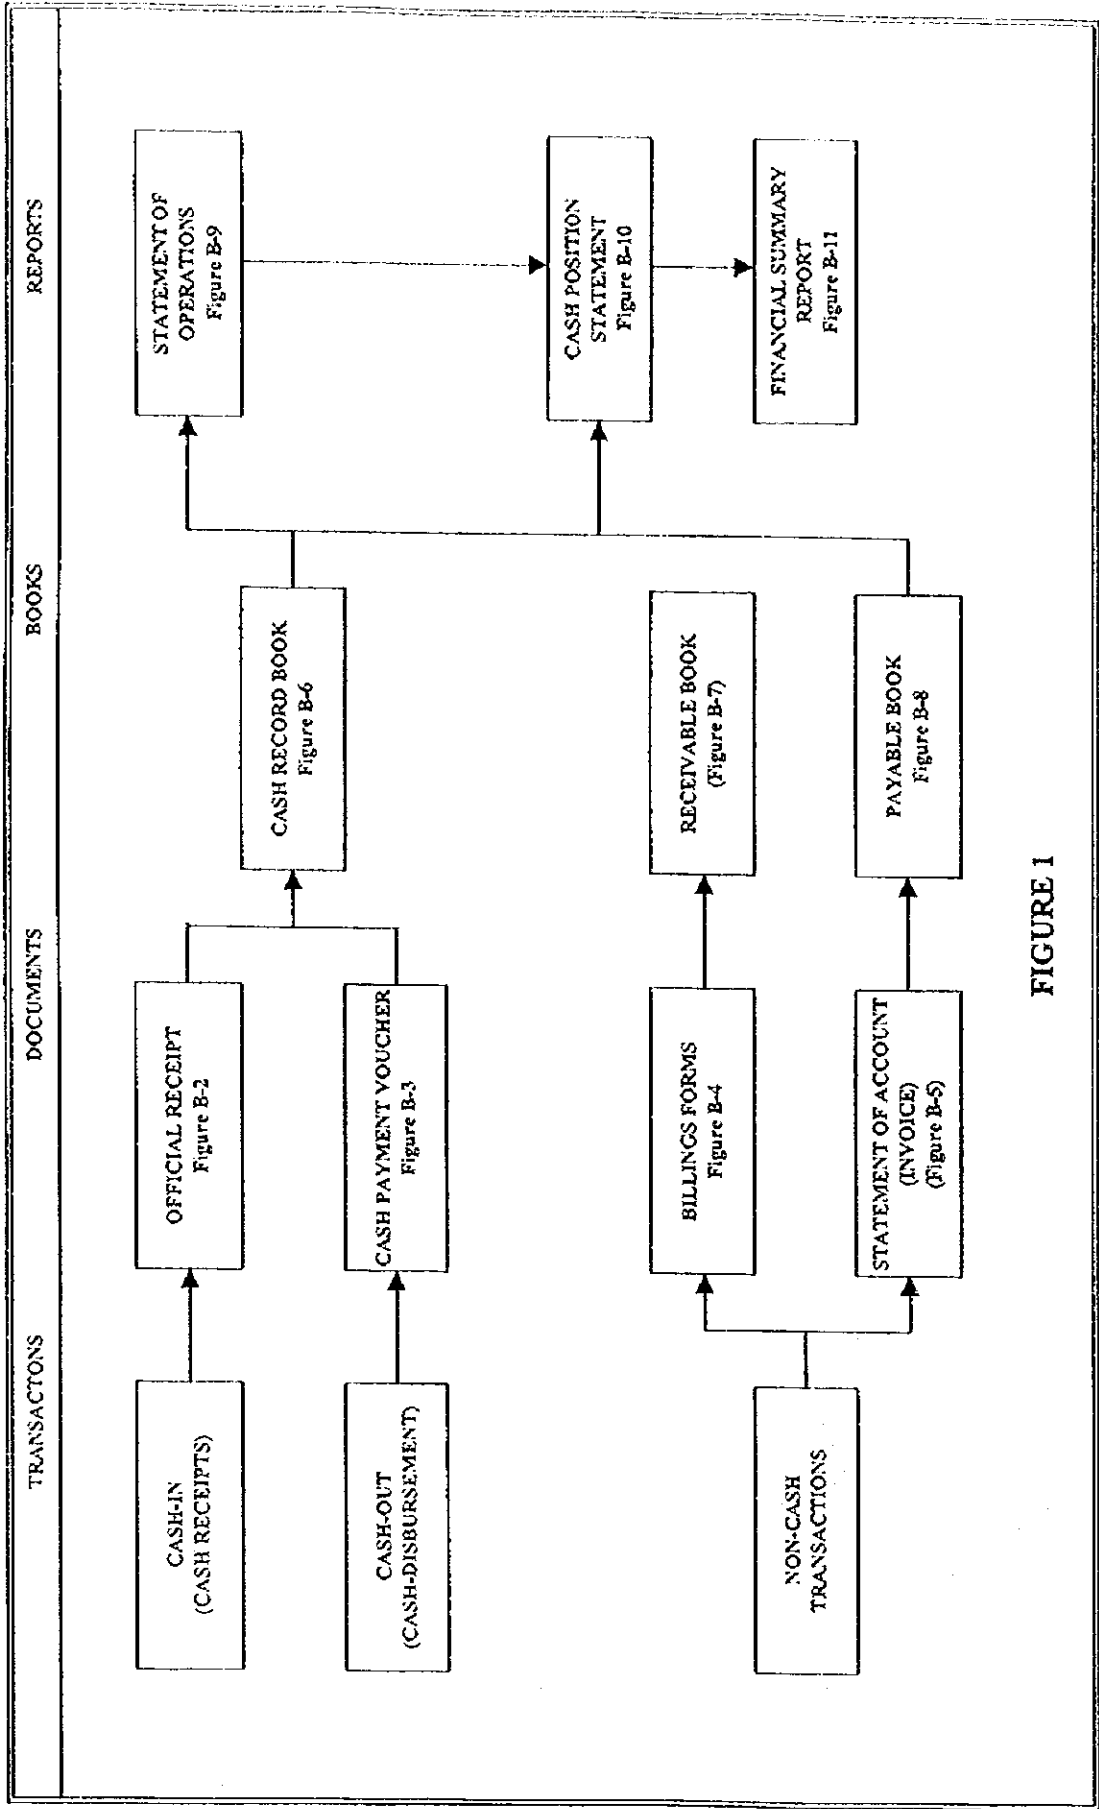 TRANSACTONS
DOCUMENTS
BOOKS
REPORTS
CASH-IN
(CASH RECEIPTS)
OFFICIAL RECEIPT
Figure B-2
STATEMENT OF
OPERATIONS
Figure B-9
CASH RECORD BOOK
Figure B-6
CASH-OUT
(CASH-DISBURSEMENT)
CASH PAYMENT VOUCHER
Figure B-3
CASH POSITION
STATEMENT
Figure B-10
BILLINGS FORMS
Figure B-4
RECEIVABLE BOOK
(Figure B-7)
NON-CASH
TRANSACTIONS
FINANCIAL SUMMARY
REPORT
Figure B-11
STATEMENT OF ACCOUNT
(INVOICE)
(Figure B-5)
PAYABLE BOOK
Figure B-8
FIGURE 1